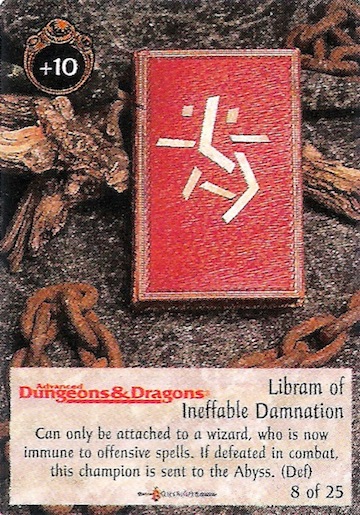 +10
Advanced
Dungeons&Dragons
Libram of
Ineffable Damnation
Can only be attached to a wizard, who is now
immune to offensive spells. If defeated in combat,
this champion is sent to the Abyss. (Def)
8 of 25